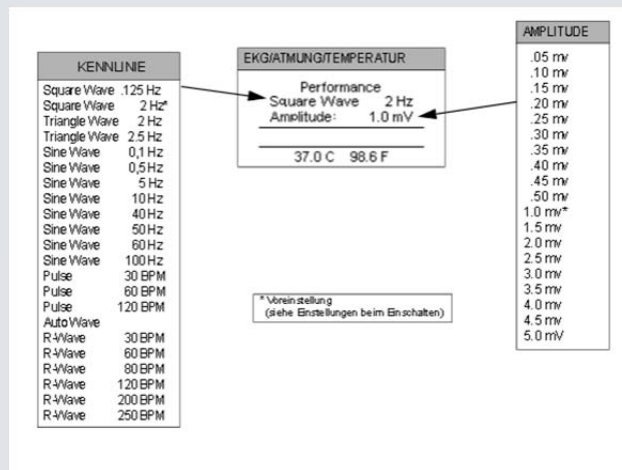 KENNLINIE
Square Wave .125 Hz
Square Wave 2 Hz*
Triangle Wave 2 Hz
Triangle Wave 2.5 Hz
Sine Wave 0,1 Hz
Sine Wave 0,5 Hz
Sine Wave 5 Hz
Sine Wave 10 Hz
Sine Wave 40 Hz
Sine Wave 50 Hz
Sine Wave 60 Hz
Sine Wave 100 Hz
Pulse 30 BPM
Pulse 60 BPM
Pulse 120 BPM
Auto Wave
R-Wave 30 BPM
R-Wave 60 BPM
R-Wave 80 BPM
R-Wave 120 BPM
R-Wave 200 BPM
R-Wave 250 BPM
EKG/ATMUNG/TEMPERATUR
Performance
Square Wave 2 Hz
Amplitude: 1.0 mV
37.0 C 98.6 F
* Voreinstellung
(siehe Einstellungen beim Einschalten)
AMPLITUDE
.05 mv
.10 mv
.15 mv
.20 mv
.25 mv
.30 mv
.35 mv
.40 mv
.45 mv
.50 mv
1.0 mv*
1.5 mv
2.0 mv
2.5 mv
3.0 mv
3.5 mv
4.0 mv
4.5 mv
5.0 mV